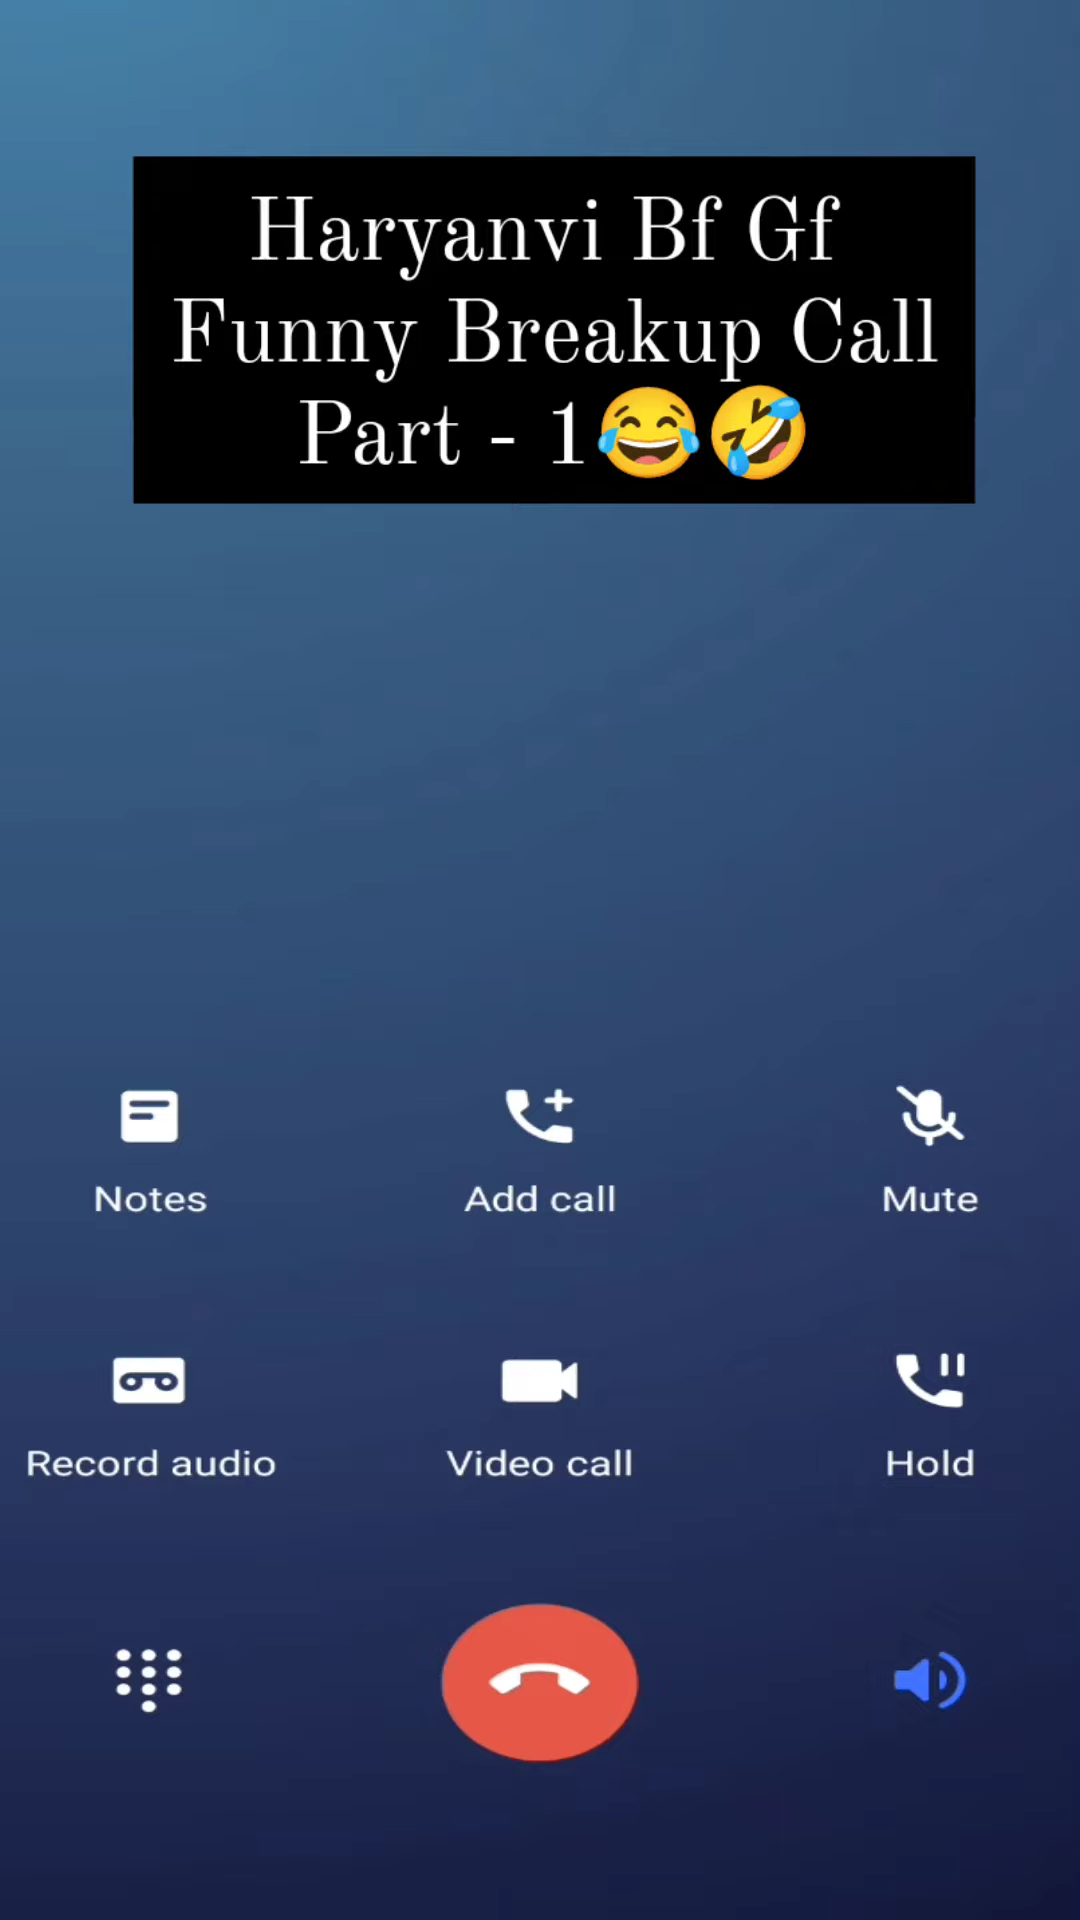 Haryanvi Bf Gf
Funny Breakup Call
Part - 1😂🤣
Notes
Add call
Mute
Record audio
Video call
Hold